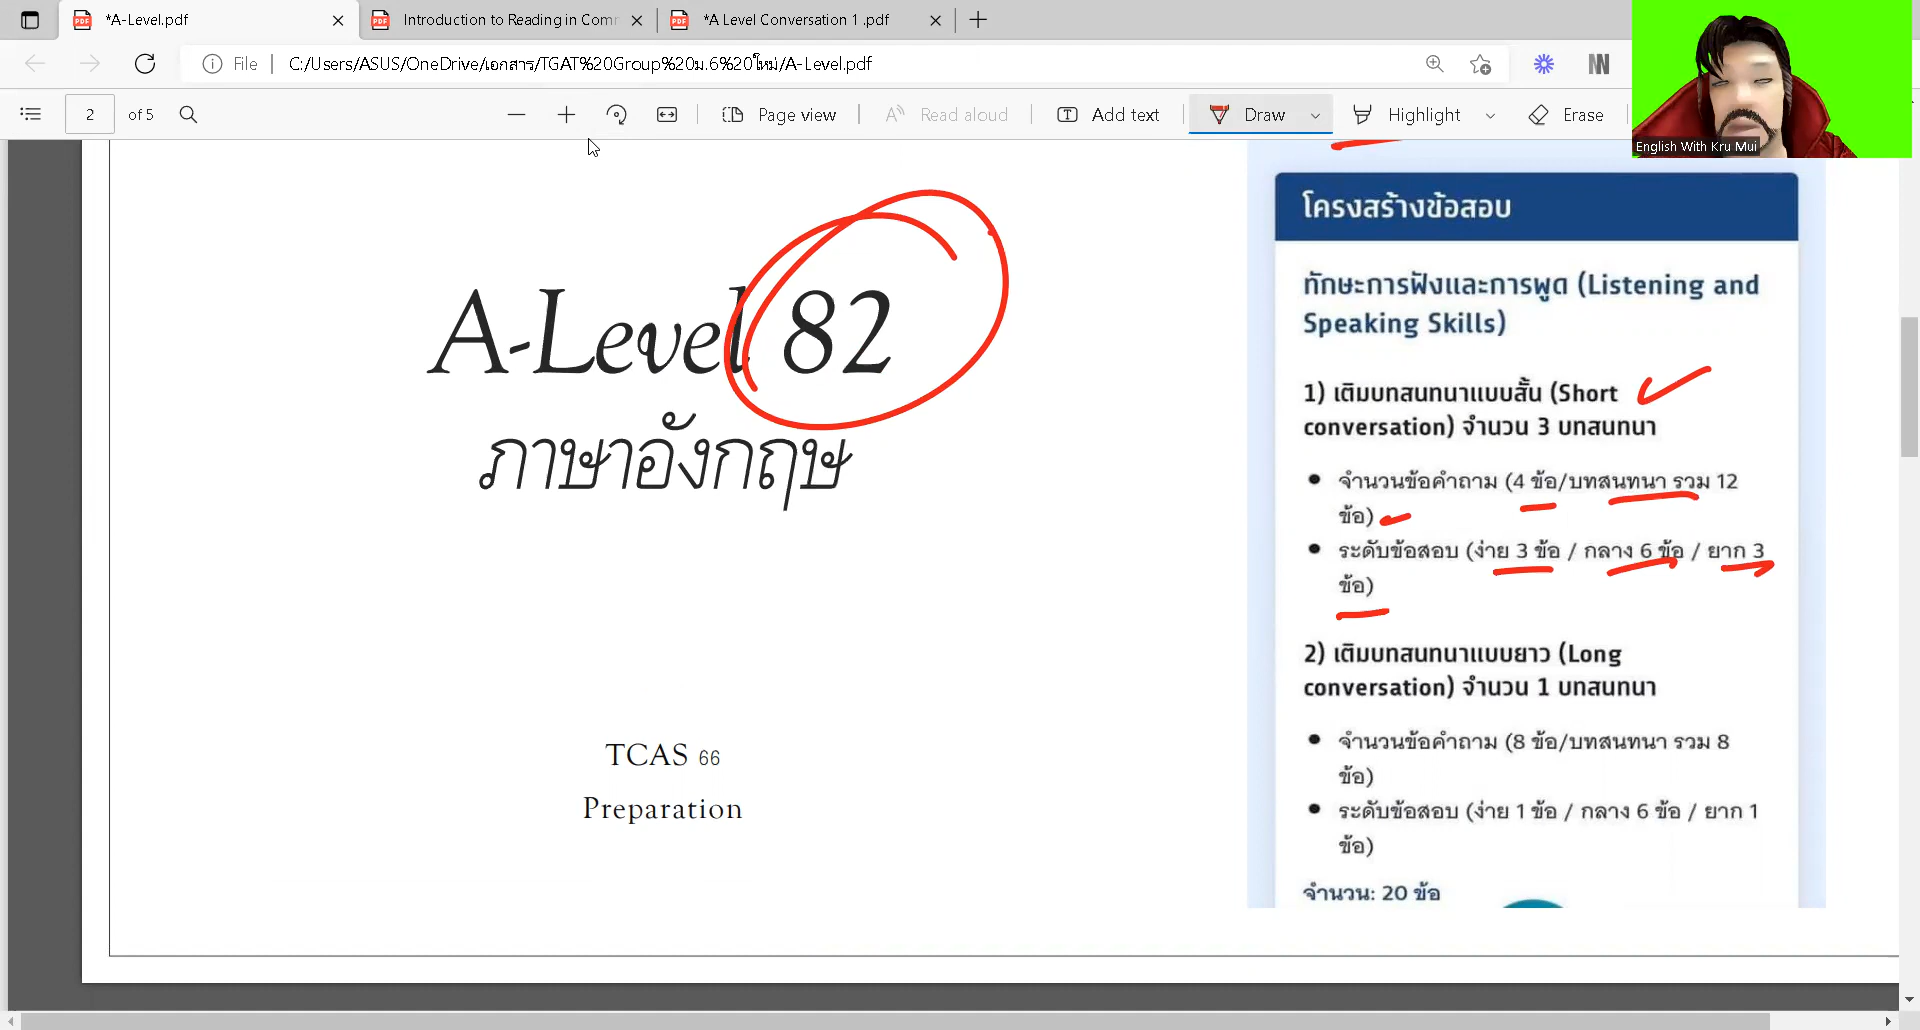 *A-Level.pdf
Introduction to Reading in Com
*A Level Conversation 1 .pdf
File
C:/Users/ASUS/OneDrive/เอกสาร/TGAT%20Group%20ม.6%20ใหม่/A-Level.pdf
2
of 5
Page view
Read aloud
Add text
Draw
Highlight
Erase
English With Kru Mui
A-Level 82
ภาษาอังกฤษ
TCAS 66
Preparation
โครงสร้างข้อสอบ
ทักษะการฟังและการพูด (Listening and
Speaking Skills)
1) เติมบทสนทนาแบบสั้น (Short
conversation) จำนวน 3 บทสนทนา
จำนวนข้อคำถาม (4 ข้อ/บทสนทนา รวม 12
ข้อ)
ระดับข้อสอบ (ง่าย 3 ข้อ / กลาง 6 ข้อ / ยาก 3
ข้อ)
2) เติมบทสนทนาแบบยาว (Long
conversation) จำนวน 1 บทสนทนา
จำนวนข้อคำถาม (8 ข้อ/บทสนทนา รวม 8
ข้อ)
ระดับข้อสอบ (ง่าย 1 ข้อ / กลาง 6 ข้อ / ยาก 1
ข้อ)
จำนวน: 20 ข้อ